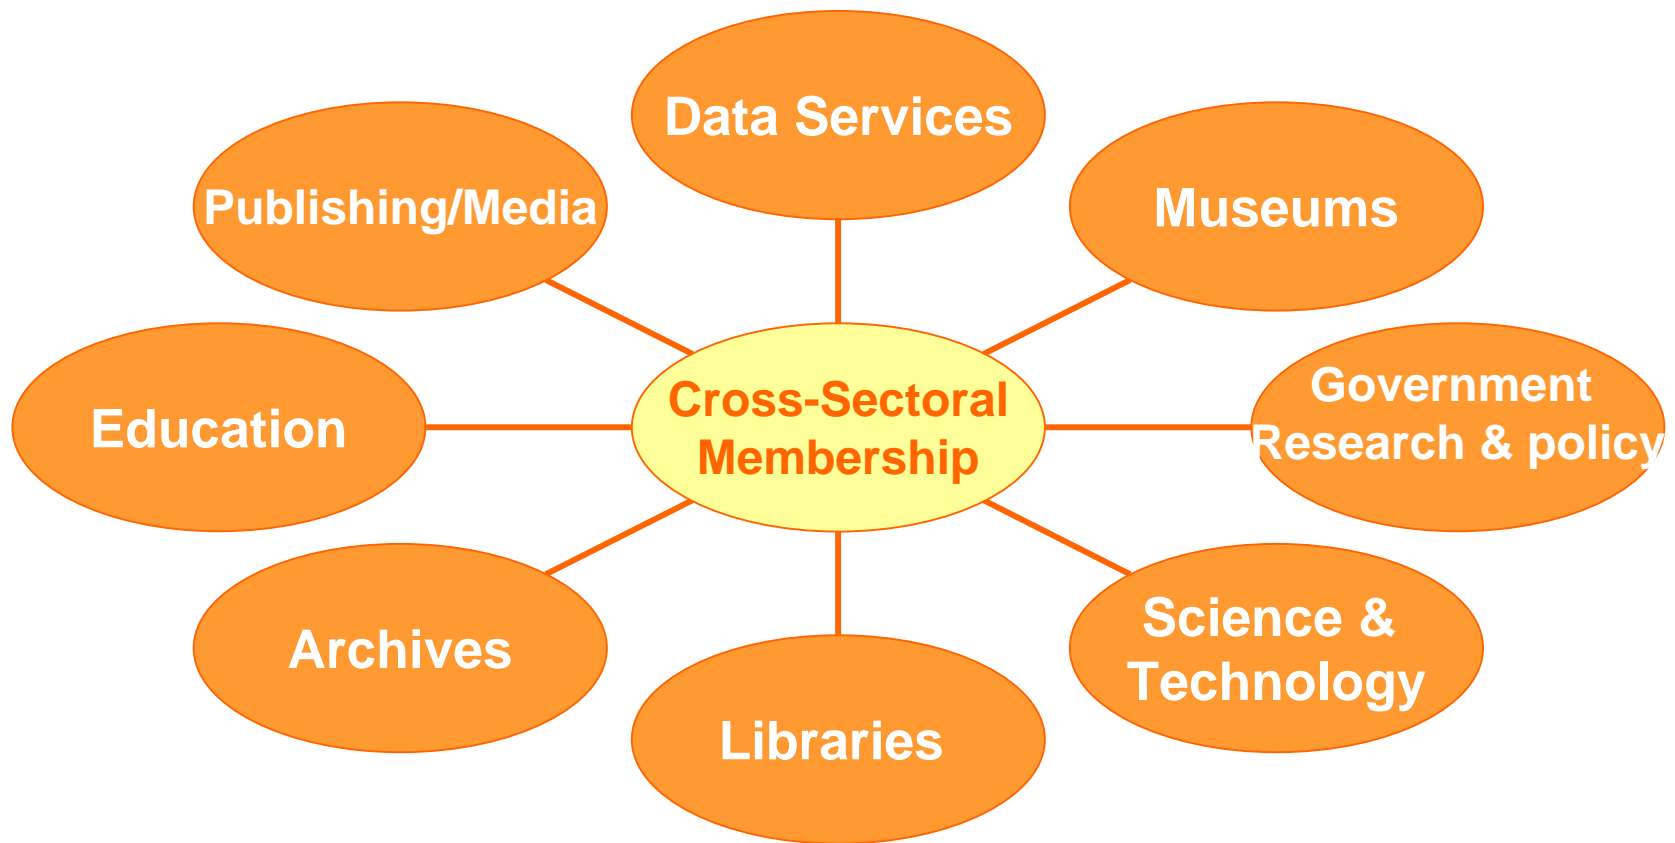 Data Services
Publishing/Media
Museums
Cross-Sectoral
Membership
Government
Research & policy
Education
Science &
Technology
Archives
Libraries